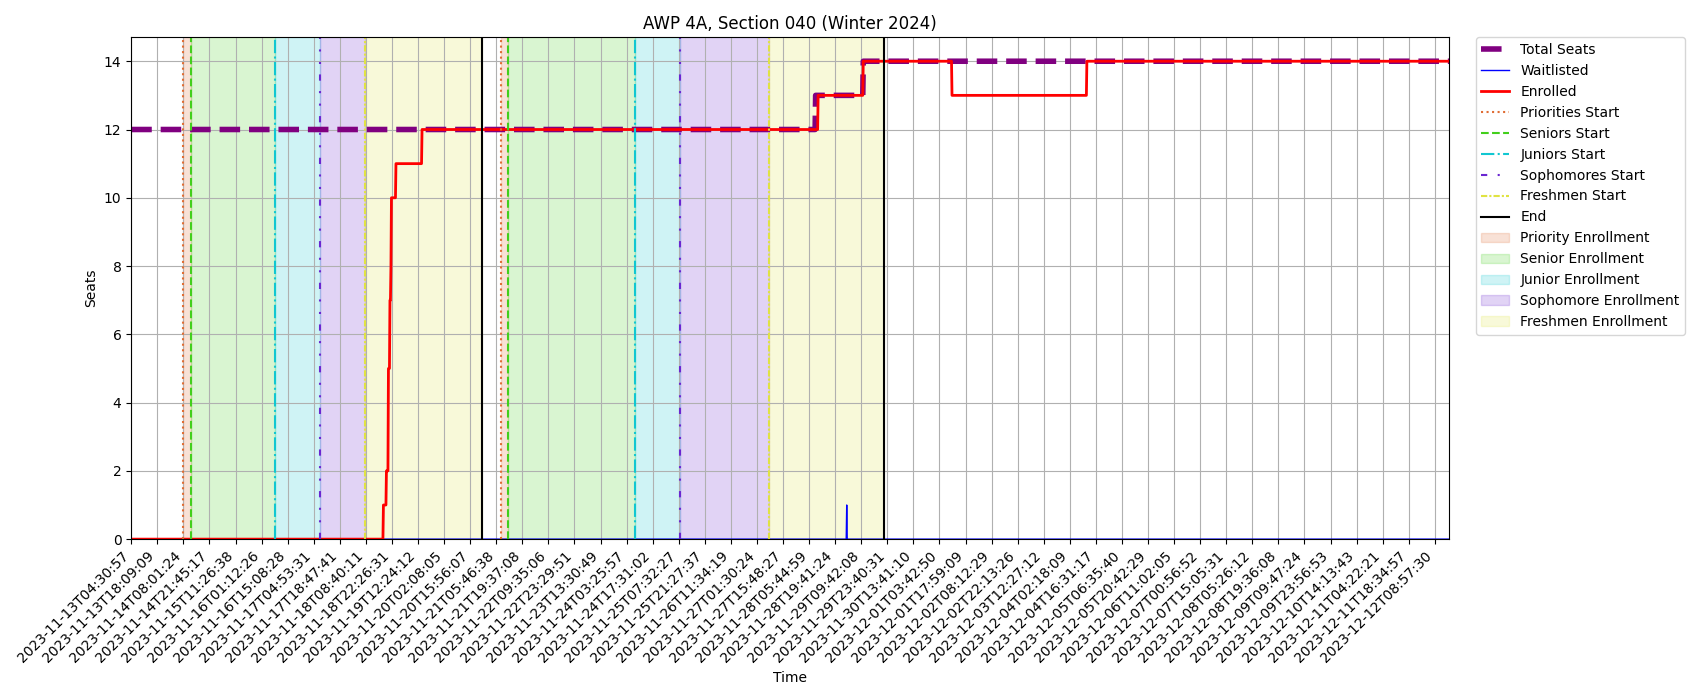 AWP 4A, Section 040 (Winter 2024)
Seats
14
12
10
8
6
4
2
0
2023-11-13T04:30:57
2023-11-13T18:09:09
2023-11-14T08:01:24
2023-11-14T21:45:17
2023-11-15T11:26:38
2023-11-16T01:12:26
2023-11-16T15:08:28
2023-11-17T04:53:31
2023-11-17T18:47:41
2023-11-18T08:40:11
2023-11-18T22:26:31
2023-11-19T12:24:12
2023-11-20T02:08:05
2023-11-20T15:56:07
2023-11-21T05:46:38
2023-11-21T19:37:08
2023-11-22T09:35:06
2023-11-22T23:29:51
2023-11-23T13:30:49
2023-11-24T03:25:57
2023-11-24T17:31:02
2023-11-25T07:32:27
2023-11-25T21:27:37
2023-11-26T11:34:19
2023-11-27T01:30:24
2023-11-27T15:48:27
2023-11-28T05:44:59
2023-11-28T19:41:24
2023-11-29T09:42:08
2023-11-29T23:40:31
2023-11-30T13:41:10
2023-12-01T03:42:50
2023-12-01T17:59:09
2023-12-02T08:12:29
2023-12-02T22:13:26
2023-12-03T12:27:12
2023-12-04T02:18:09
2023-12-04T16:31:17
2023-12-05T06:35:40
2023-12-05T20:42:29
2023-12-06T11:02:05
2023-12-07T00:56:52
2023-12-07T15:05:31
2023-12-08T05:26:12
2023-12-08T19:36:08
2023-12-09T09:47:24
2023-12-09T23:56:53
2023-12-10T14:13:43
2023-12-11T04:22:21
2023-12-11T18:34:57
2023-12-12T08:57:30
Time
Total Seats
Waitlisted
Enrolled
Priorities Start
Seniors Start
Juniors Start
Sophomores Start
Freshmen Start
End
Priority Enrollment
Senior Enrollment
Junior Enrollment
Sophomore Enrollment
Freshmen Enrollment